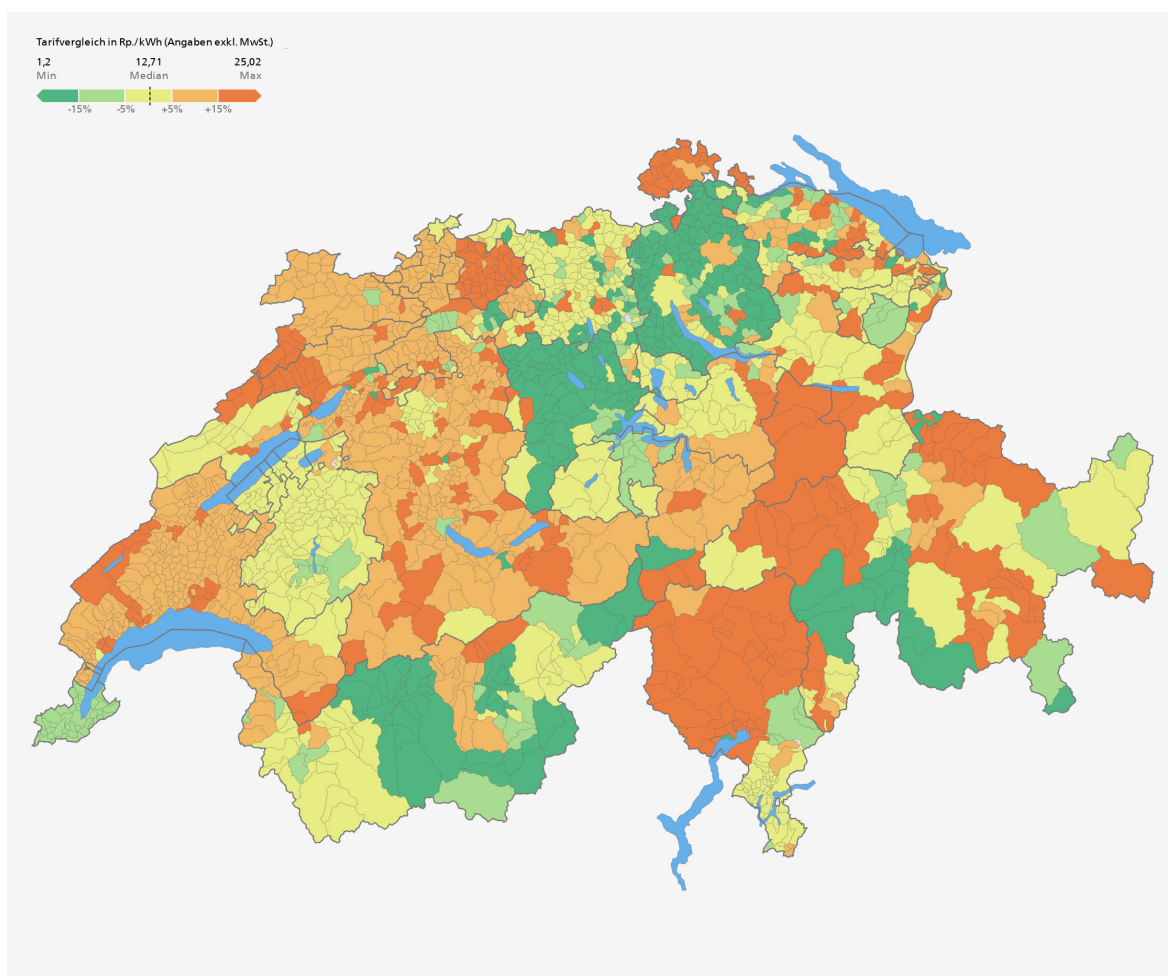 Tarifvergleich in Rp./kWh (Angaben exkl. MwSt.)
1,2 12,71 25,02
Min Median Max
-15% -5% +5% +15%